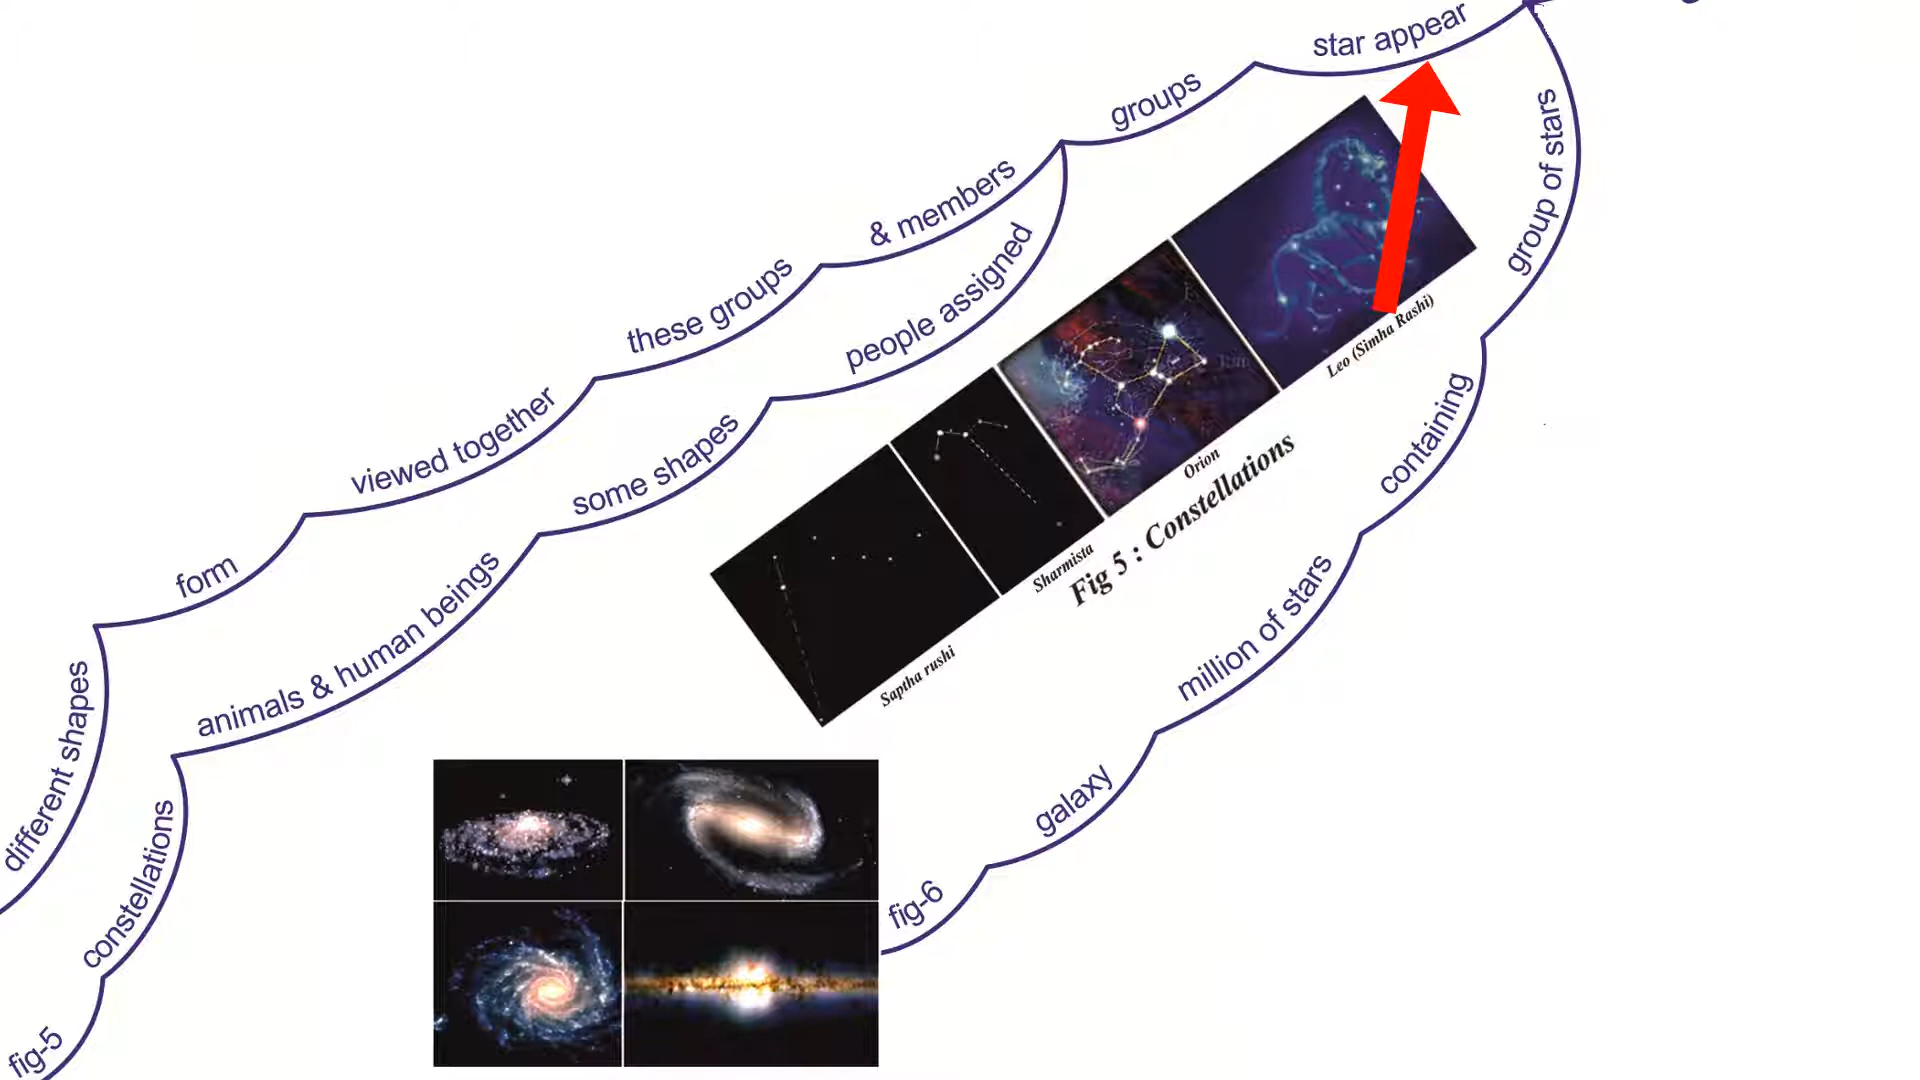 star appear
groups
& members
these groups
viewed together
form
different shapes
people assigned
some shapes
animals & human beings
constellations
fig-5
group of stars
containing
million of stars
galaxy
fig-6
Leo (Simha Rashi)
Orion
Sharmista
Saptha rushi
Fig 5 : Constellations